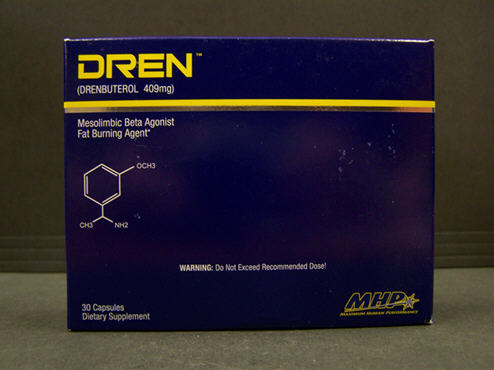 DREN™
(DRENBUTEROL 409mg)
Mesolimbic Beta Agonist
Fat Burning Agent*
OCH3
CH3 NH2
WARNING: Do Not Exceed Recommended Dose!
30 Capsules
Dietary Supplement
MHP
MAXIMUM HUMAN PERFORMANCE